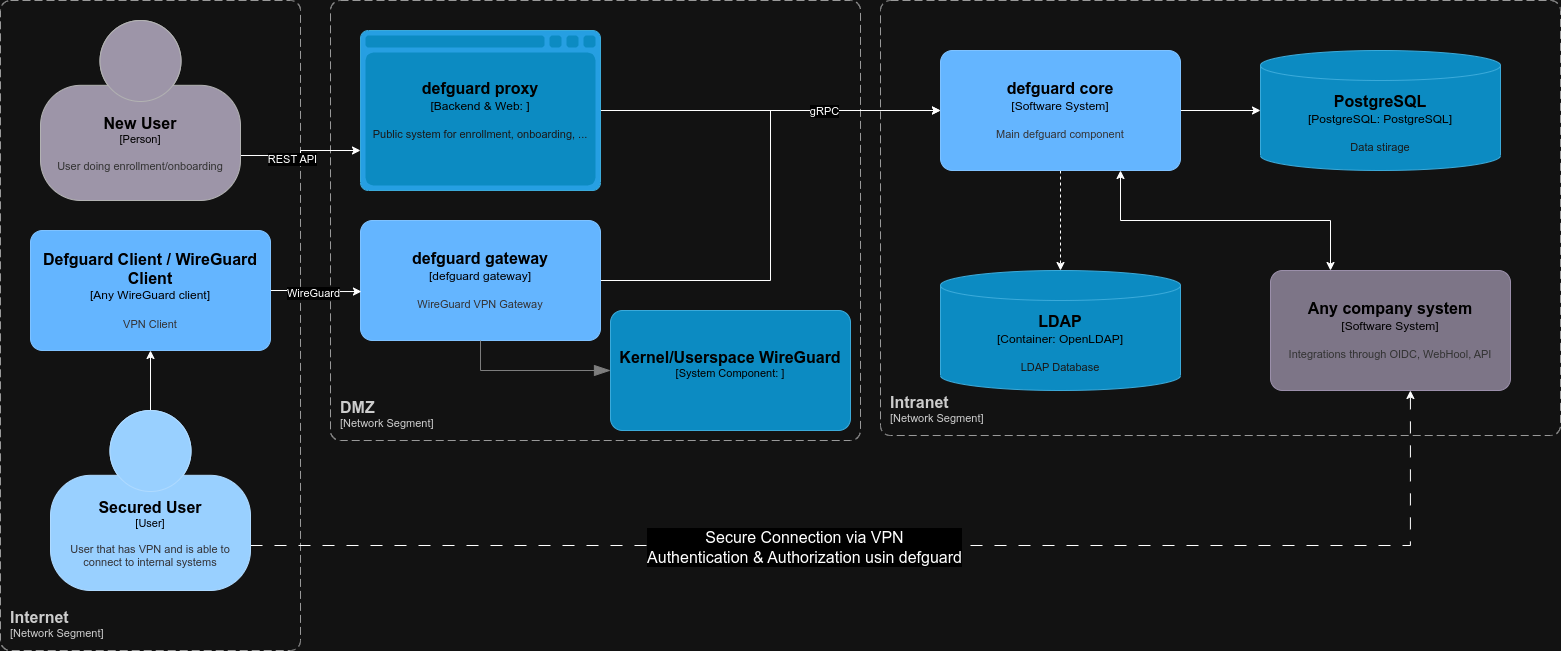 New User
[Person]
User doing enrollment/onboarding
REST API
Defguard Client / WireGuard
Client
[Any WireGuard client]
VPN Client
WireGuard
Secured User
[User]
User that has VPN and is able to
connect to internal systems
Internet
[Network Segment]
defguard proxy
[Backend & Web: ]
Public system for enrollment, onboarding, ...
defguard gateway
[defguard gateway]
WireGuard VPN Gateway
Kernel/Userspace WireGuard
[System Component: ]
DMZ
[Network Segment]
gRPC
defguard core
[Software System]
Main defguard component
PostgreSQL
[PostgreSQL: PostgreSQL]
Data stirage
LDAP
[Container: OpenLDAP]
LDAP Database
Any company system
[Software System]
Integrations through OIDC, WebHool, API
Intranet
[Network Segment]
Secure Connection via VPN
Authentication & Authorization usin defguard